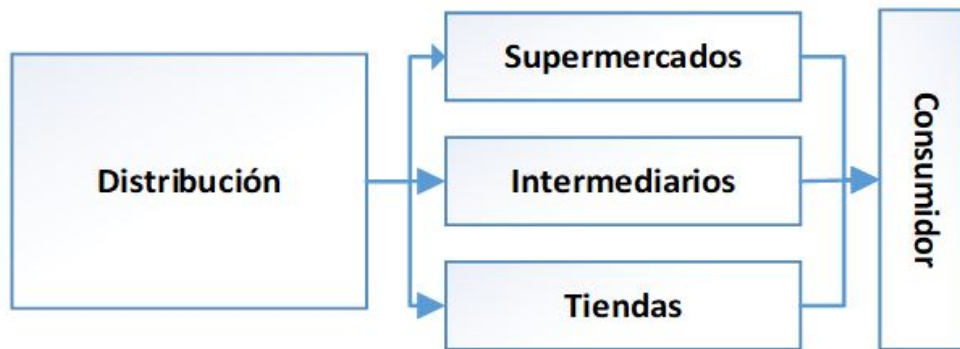 Distribución
Supermercados
Intermediarios
Tiendas
Consumidor